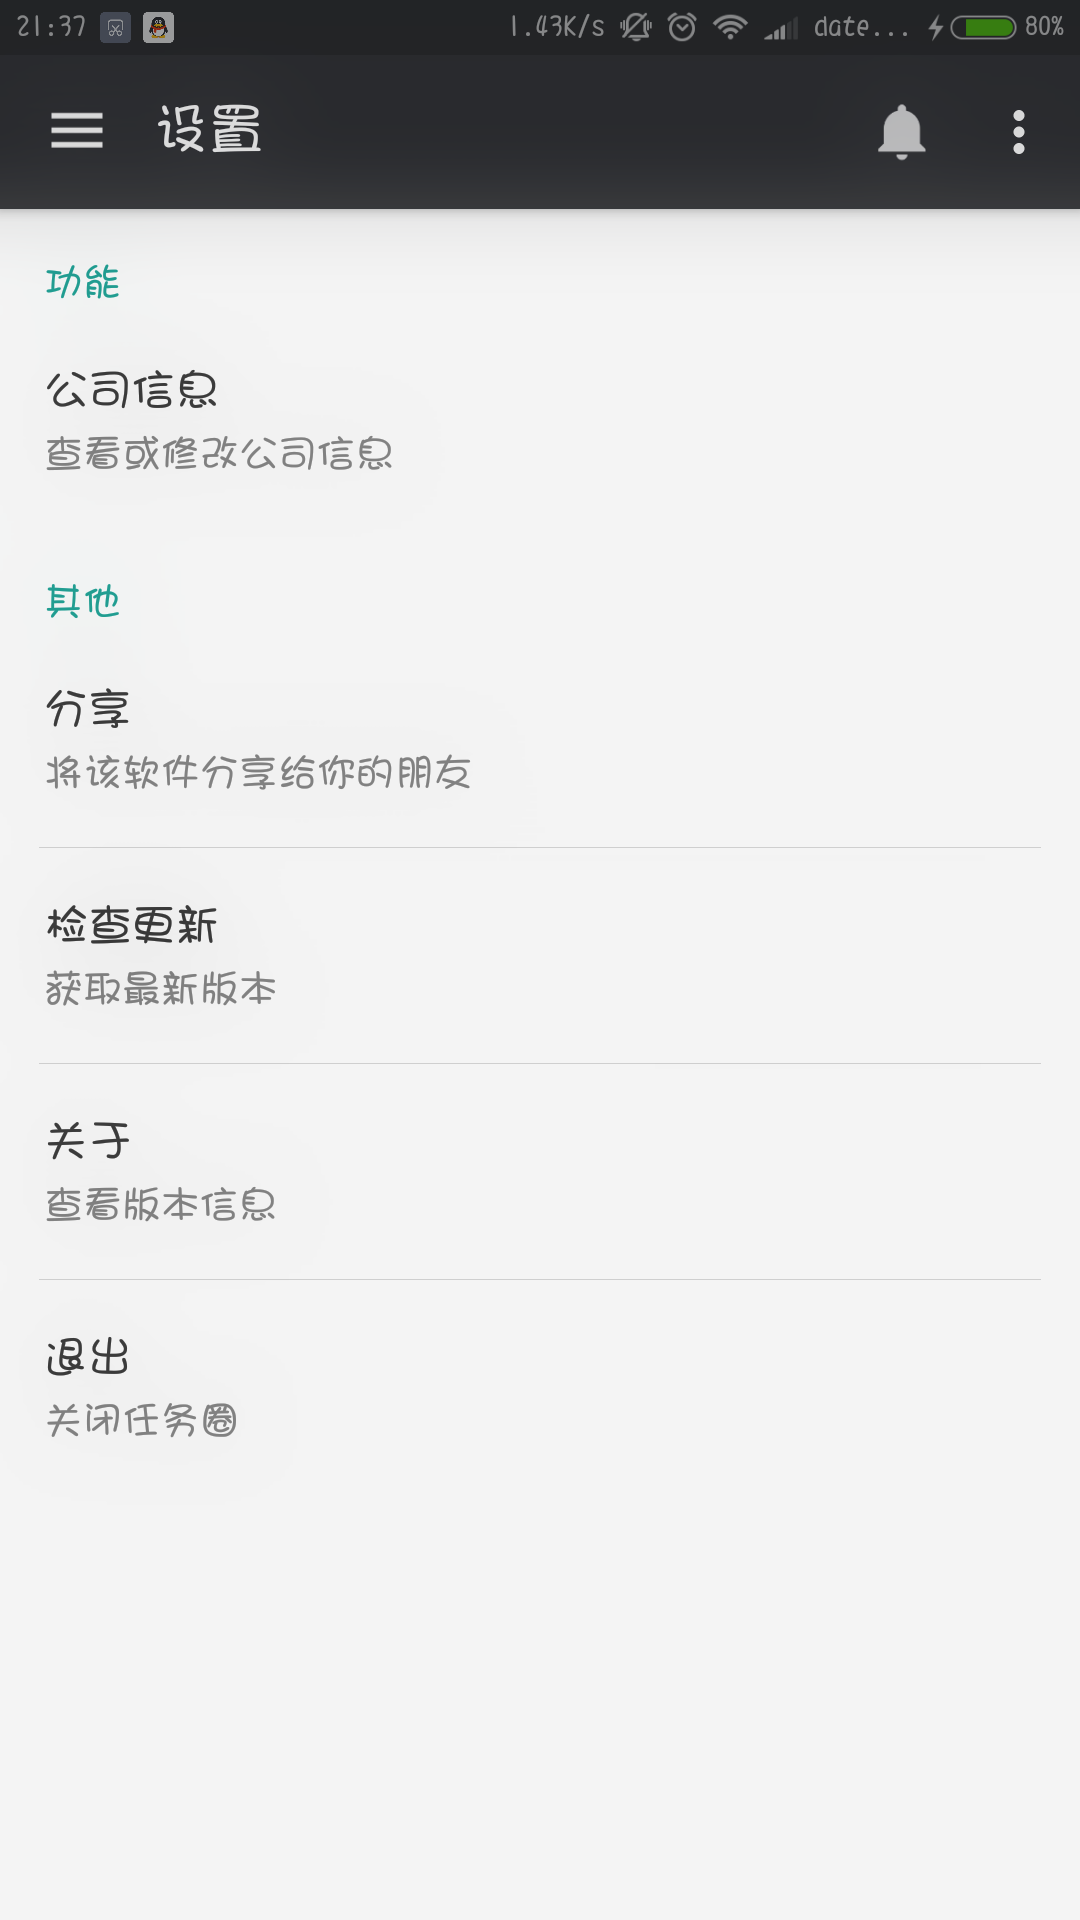 21:37 1.43K/s date... 80%
设置
功能
公司信息
查看或修改公司信息
其他
分享
将该软件分享给你的朋友
检查更新
获取最新版本
关于
查看版本信息
退出
关闭任务圈